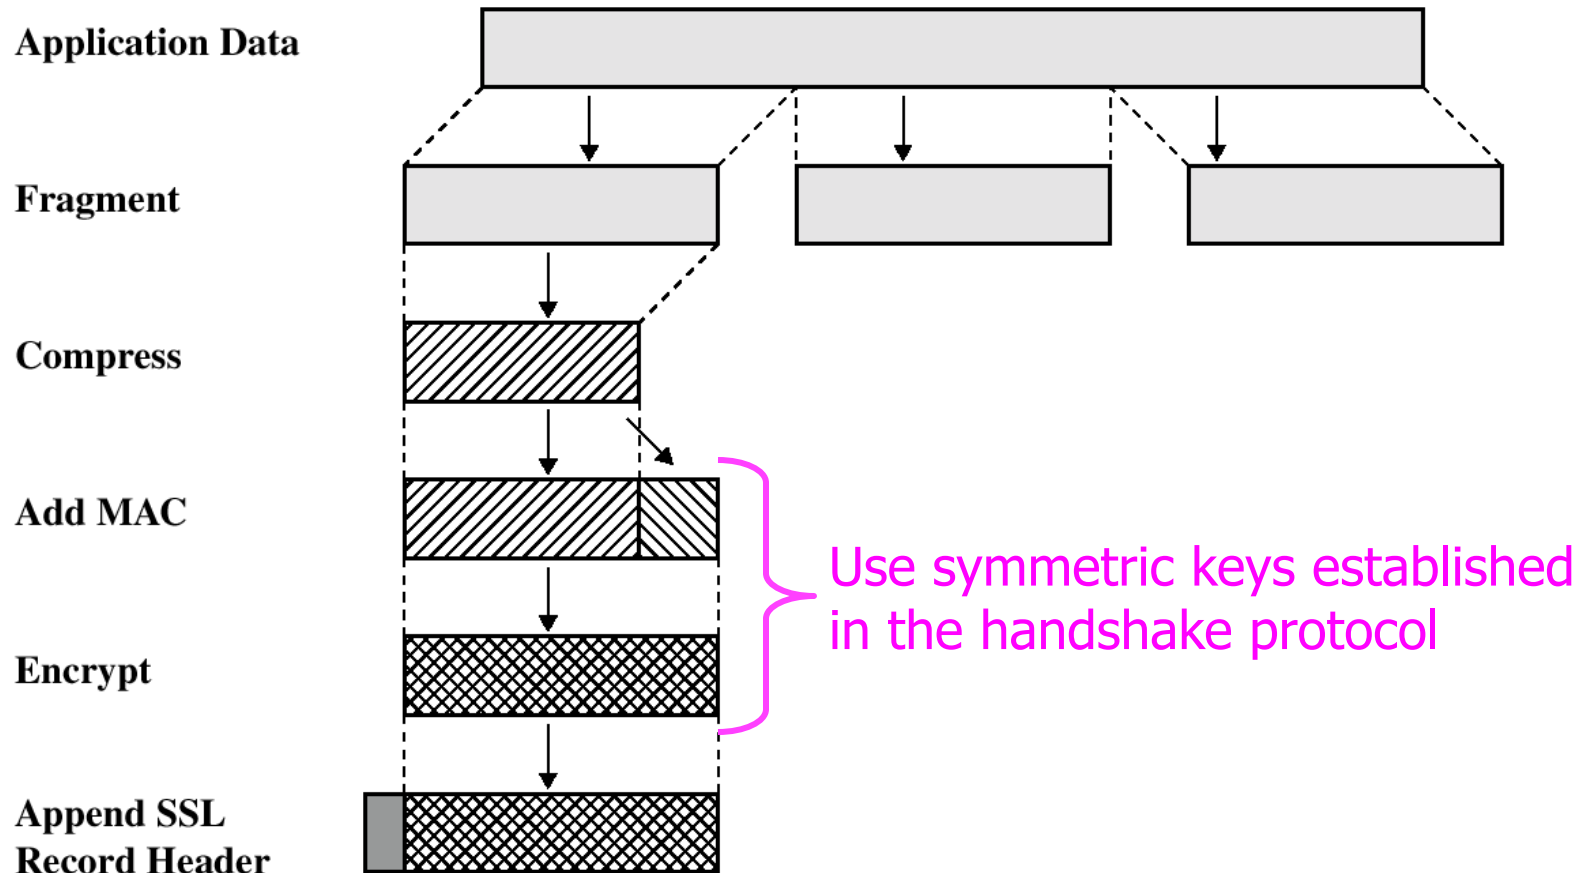 Application Data
Fragment
Compress
Add MAC
Use symmetric keys established
in the handshake protocol
Encrypt
Append SSL
Record Header